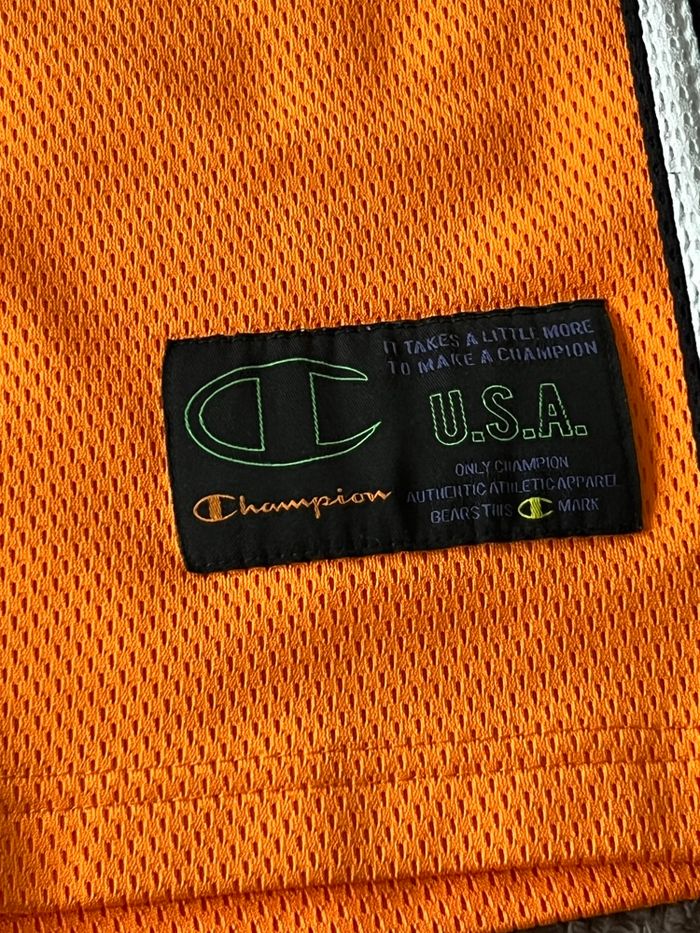 IT TAKES A LITTLE MORE
TO MAKE A CHAMPION
U.S.A.
Champion
ONLY CHAMPION
AUTHENTIC ATHLETIC APPAREL
BEARS THIS C MARK